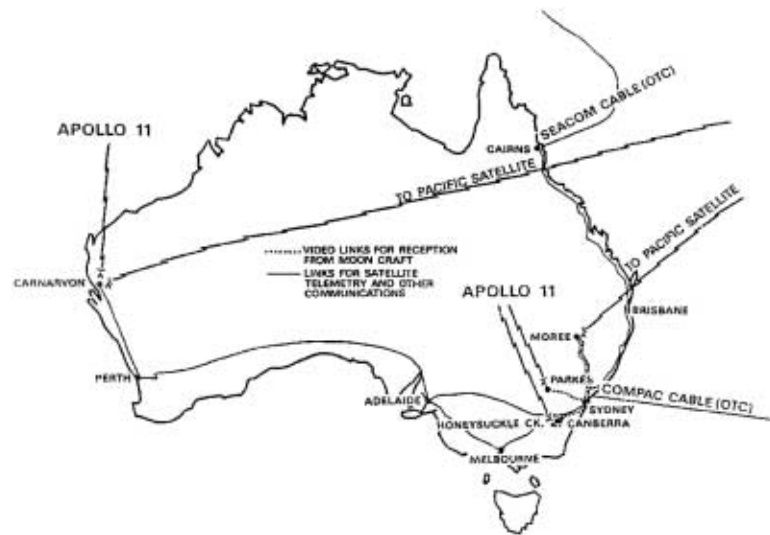 SEACOM CABLE (OTC)
APOLLO 11
CAIRNS
TO PACIFIC SATELLITE
TO PACIFIC SATELLITE
VIDEO LINKS FOR RECEPTION
FROM MOON CRAFT
LINKS FOR SATELLITE
TELEMETRY AND OTHER
COMMUNICATIONS
CARNARVON
APOLLO 11
BRISBANE
MOREE
PERTH
PARKES
COMPAC CABLE (OTC)
ADELAIDE
SYDNEY
HONEYSUCKLE CK.
CANBERRA
MELBOURNE